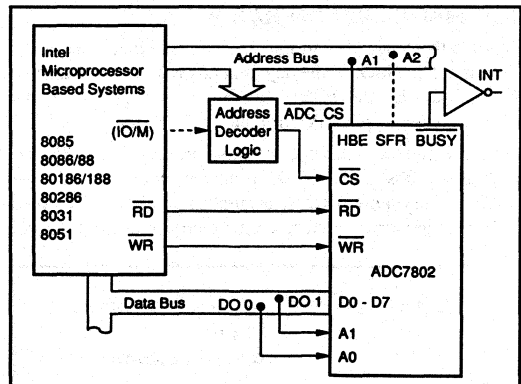 Intel
Microprocessor
Based Systems
(IO/M)
8085
8086/88
80186/188
80286
8031
8051
RD
WR
Address Bus
A1
A2
INT
Address
Decoder
Logic
ADC_CS
HBE SFR BUSY
CS
RD
WR
ADC7802
Data Bus
DO 0
DO 1
D0 - D7
A1
A0